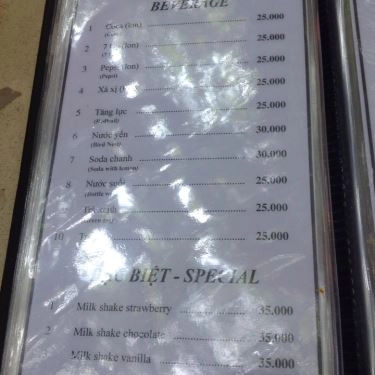 BEVERAGE
1 Coca (lon) 25.000
2 7 (lon) 25.000
3 Pepsi (lon) 25.000
(Pepsi)
4 Xá xị 25.000
5 Tăng lực 25.000
6 Nước yến 30.000
(Bird Nest)
7 Soda chanh 30.000
(Soda with lemon)
8 Nước suối 25.000
(Bottle
25.000
10 25.000
BIỆT - SPECIAL
1 Milk shake strawberry 35.000
2 Milk shake chocolate 35.000
Milk shake vanilla 35.000